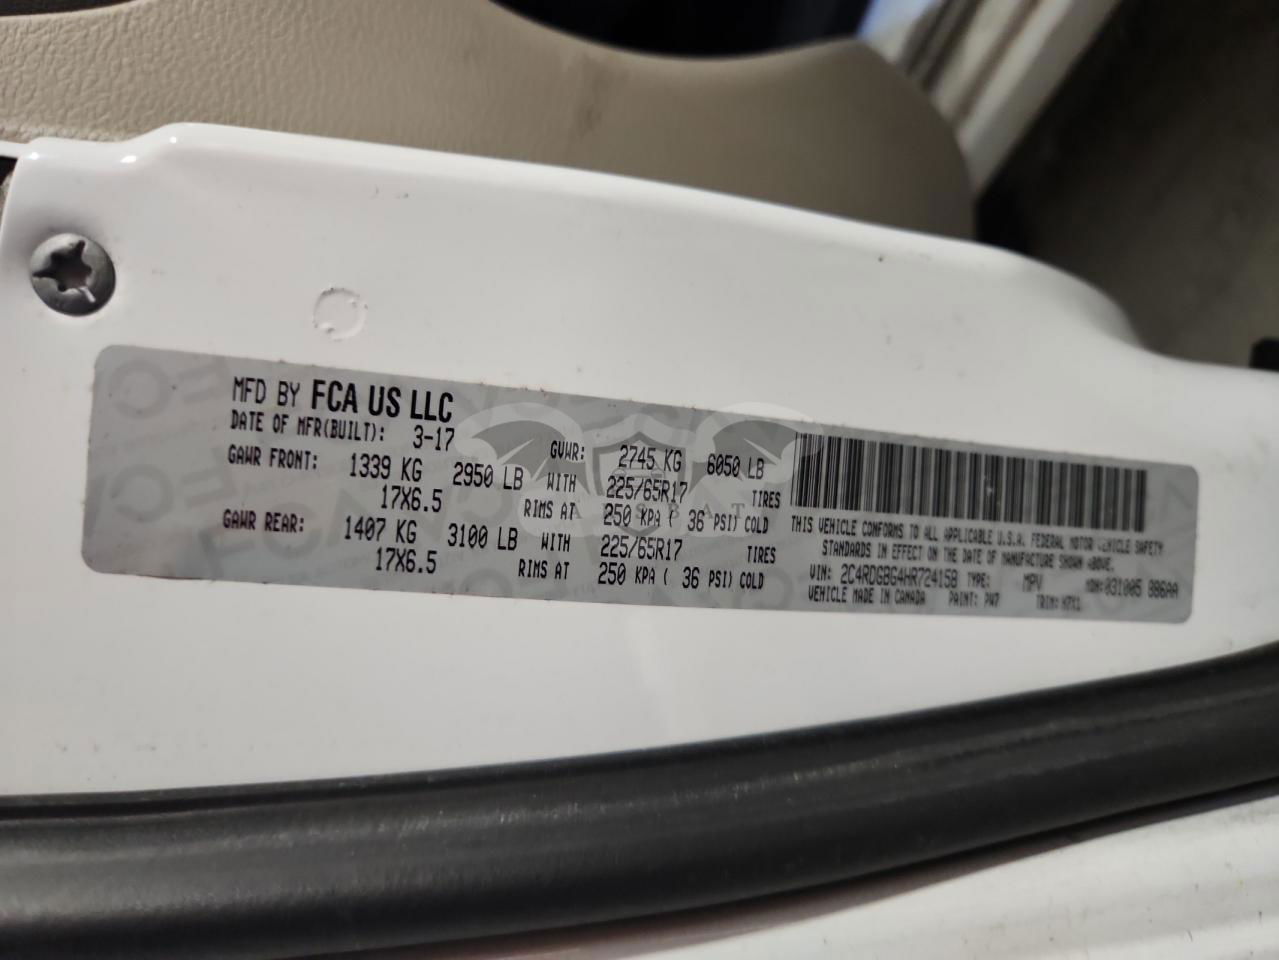 MFD BY FCA US LLC
DATE OF MFR(BUILT): 3-17 GVWR: 2745 KG 6050 LB
GAWR FRONT: 1339 KG 2950 LB WITH 225/65R17 TIRES
17X6.5 RIMS AT 250 KPA ( 36 PSI) COLD
GAWR REAR: 1407 KG 3100 LB WITH 225/65R17 TIRES
17X6.5 RIMS AT 250 KPA ( 36 PSI) COLD
THIS VEHICLE CONFORMS TO ALL APPLICABLE U.S.A. FEDERAL MOTOR VEHICLE SAFETY
STANDARDS IN EFFECT ON THE DATE OF MANUFACTURE SHOWN ABOVE.
VIN: 2C4RDGBG4HR724158 TYPE: MPV MDH: 031005 886AA
VEHICLE MADE IN CANADA PAINT: PW7 TRIM: